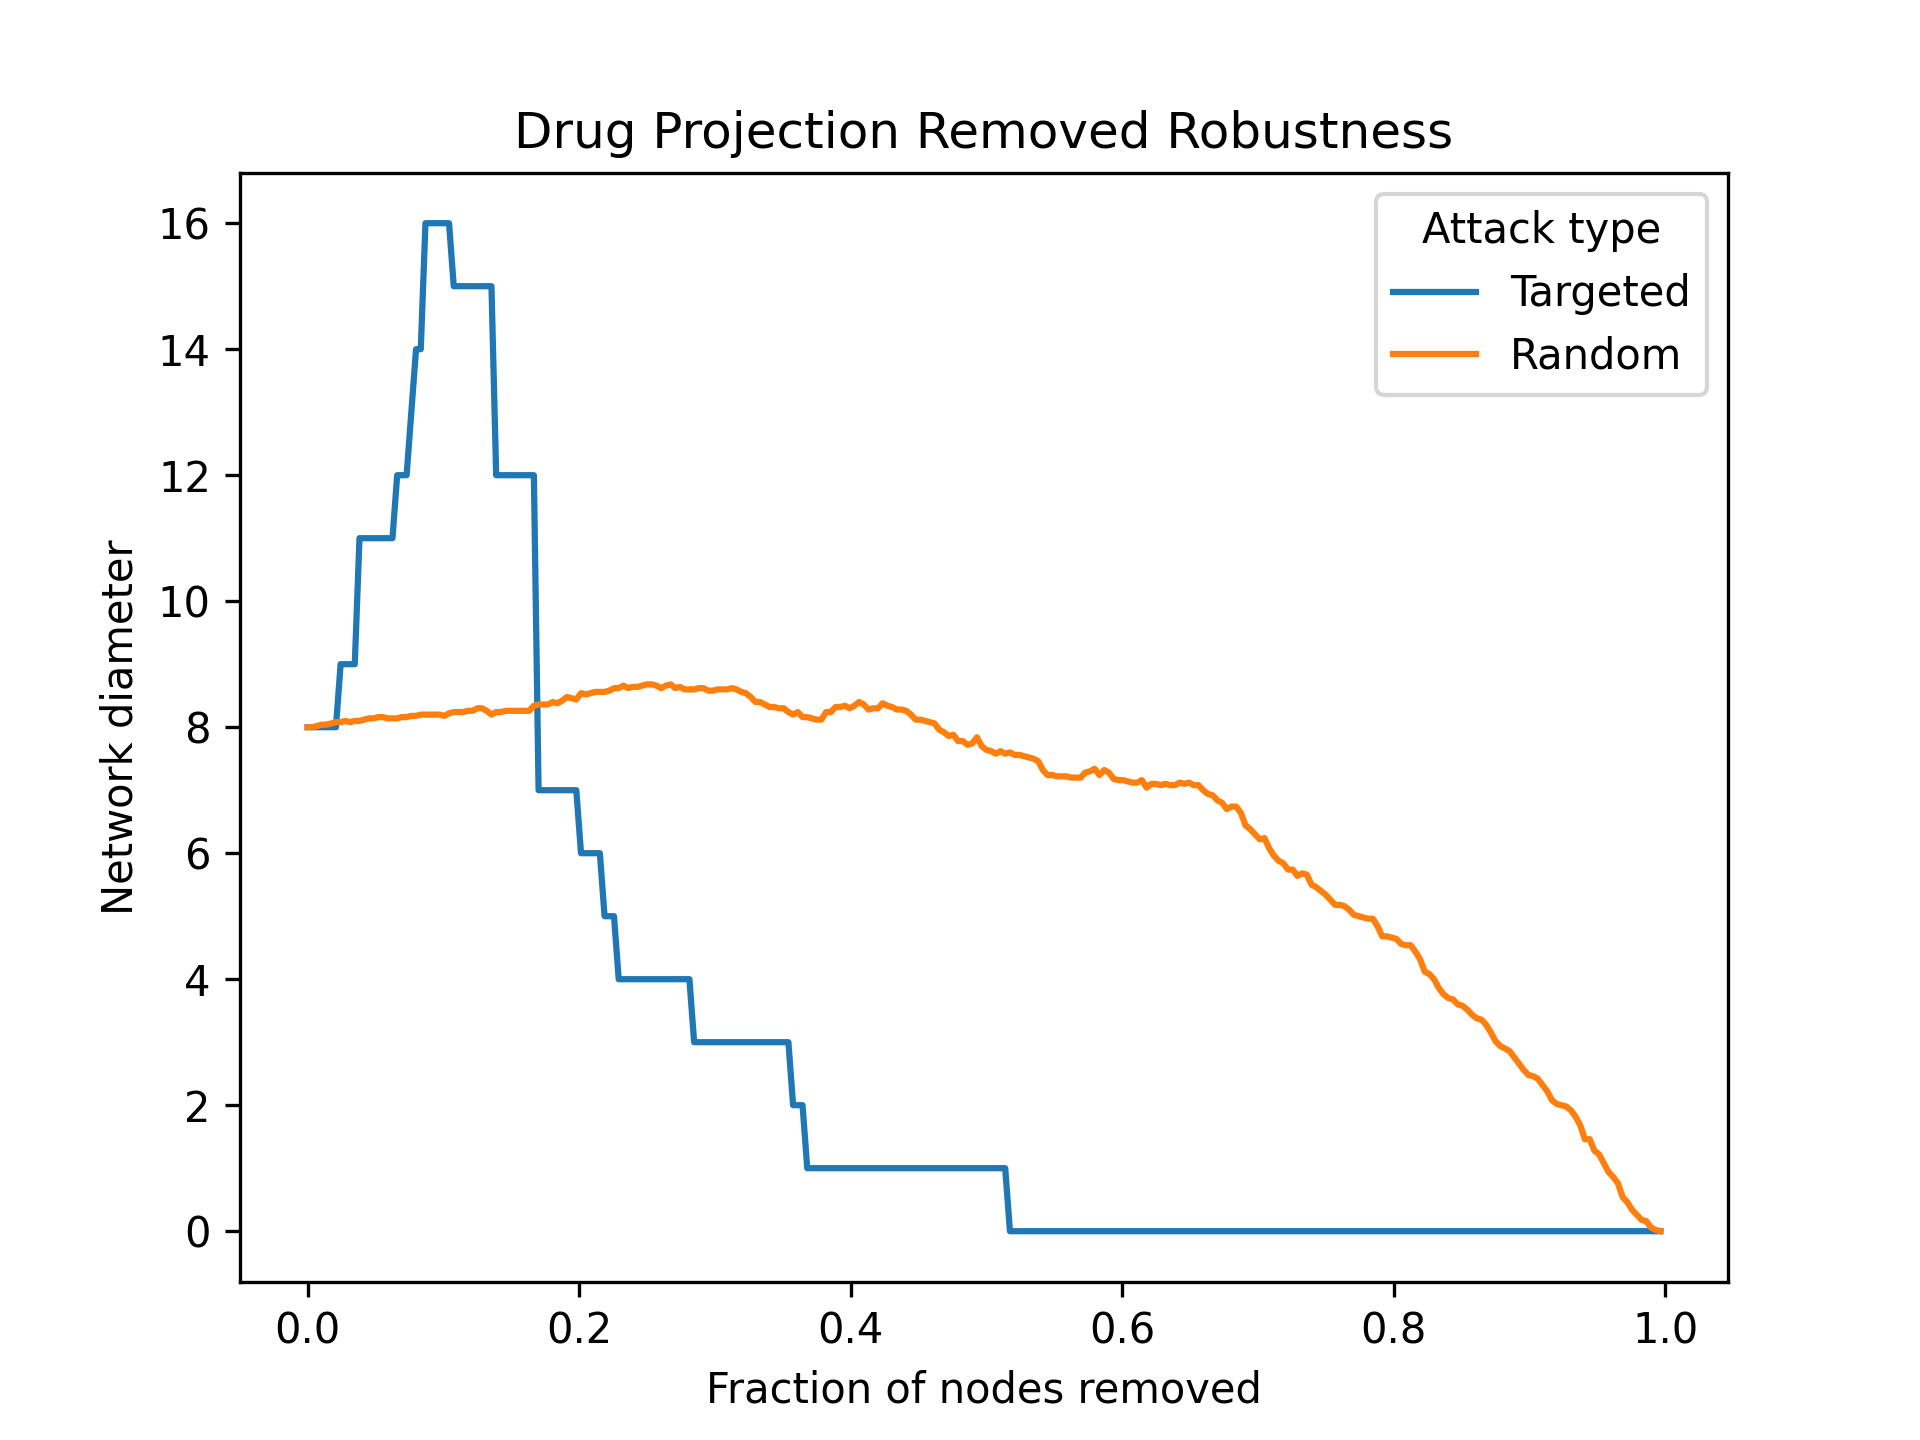 Drug Projection Removed Robustness
Attack type
Targeted
Random
Network diameter
16
14
12
10
8
6
4
2
0
0.0 0.2 0.4 0.6 0.8 1.0
Fraction of nodes removed